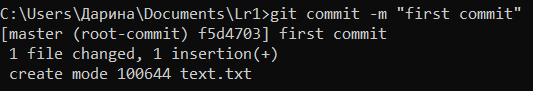 C:\Users\Дарина\Documents\Lr1>git commit -m "first commit"
[master (root-commit) f5d4703] first commit
 1 file changed, 1 insertion(+)
 create mode 100644 text.txt